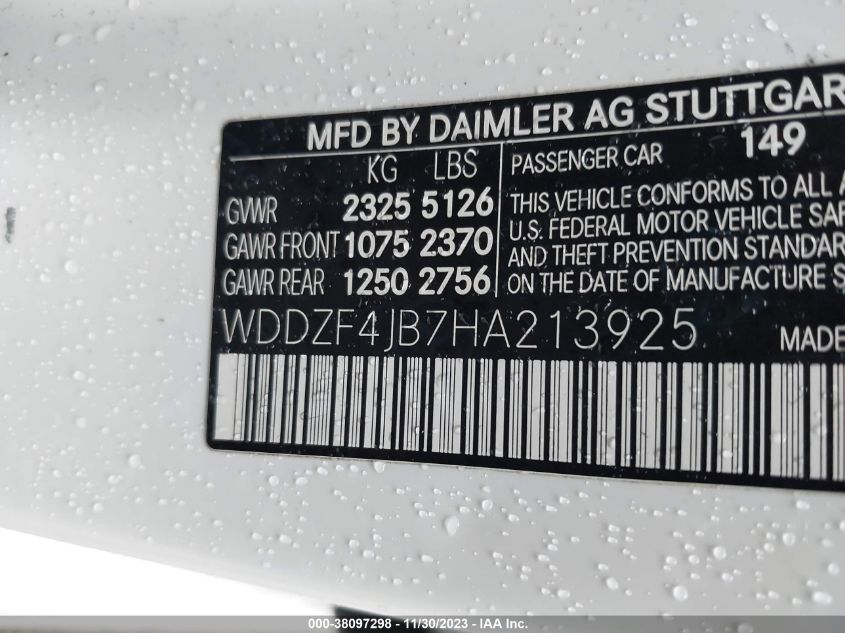 MFD BY DAIMLER AG STUTTGAR
KG LBS
GVWR 2325 5126
GAWR FRONT 1075 2370
GAWR REAR 1250 2756
PASSENGER CAR 149
THIS VEHICLE CONFORMS TO ALL A
U.S. FEDERAL MOTOR VEHICLE SAF
AND THEFT PREVENTION STANDAR
ON THE DATE OF MANUFACTURE S
WDDZF4JB7HA213925 MADE
000-38097298 - 11/30/2023 - IAA Inc.